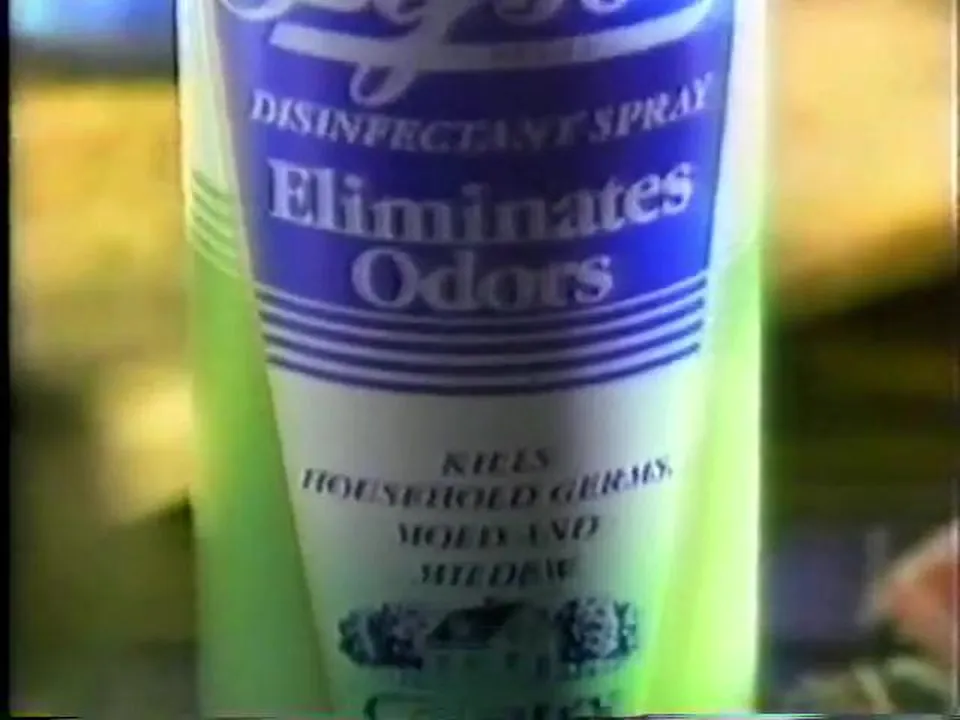 DISINFECTANT SPRAY
Eliminates
Odors
KILLS
HOUSEHOLD GERMS,
MOLD AND
MILDEW